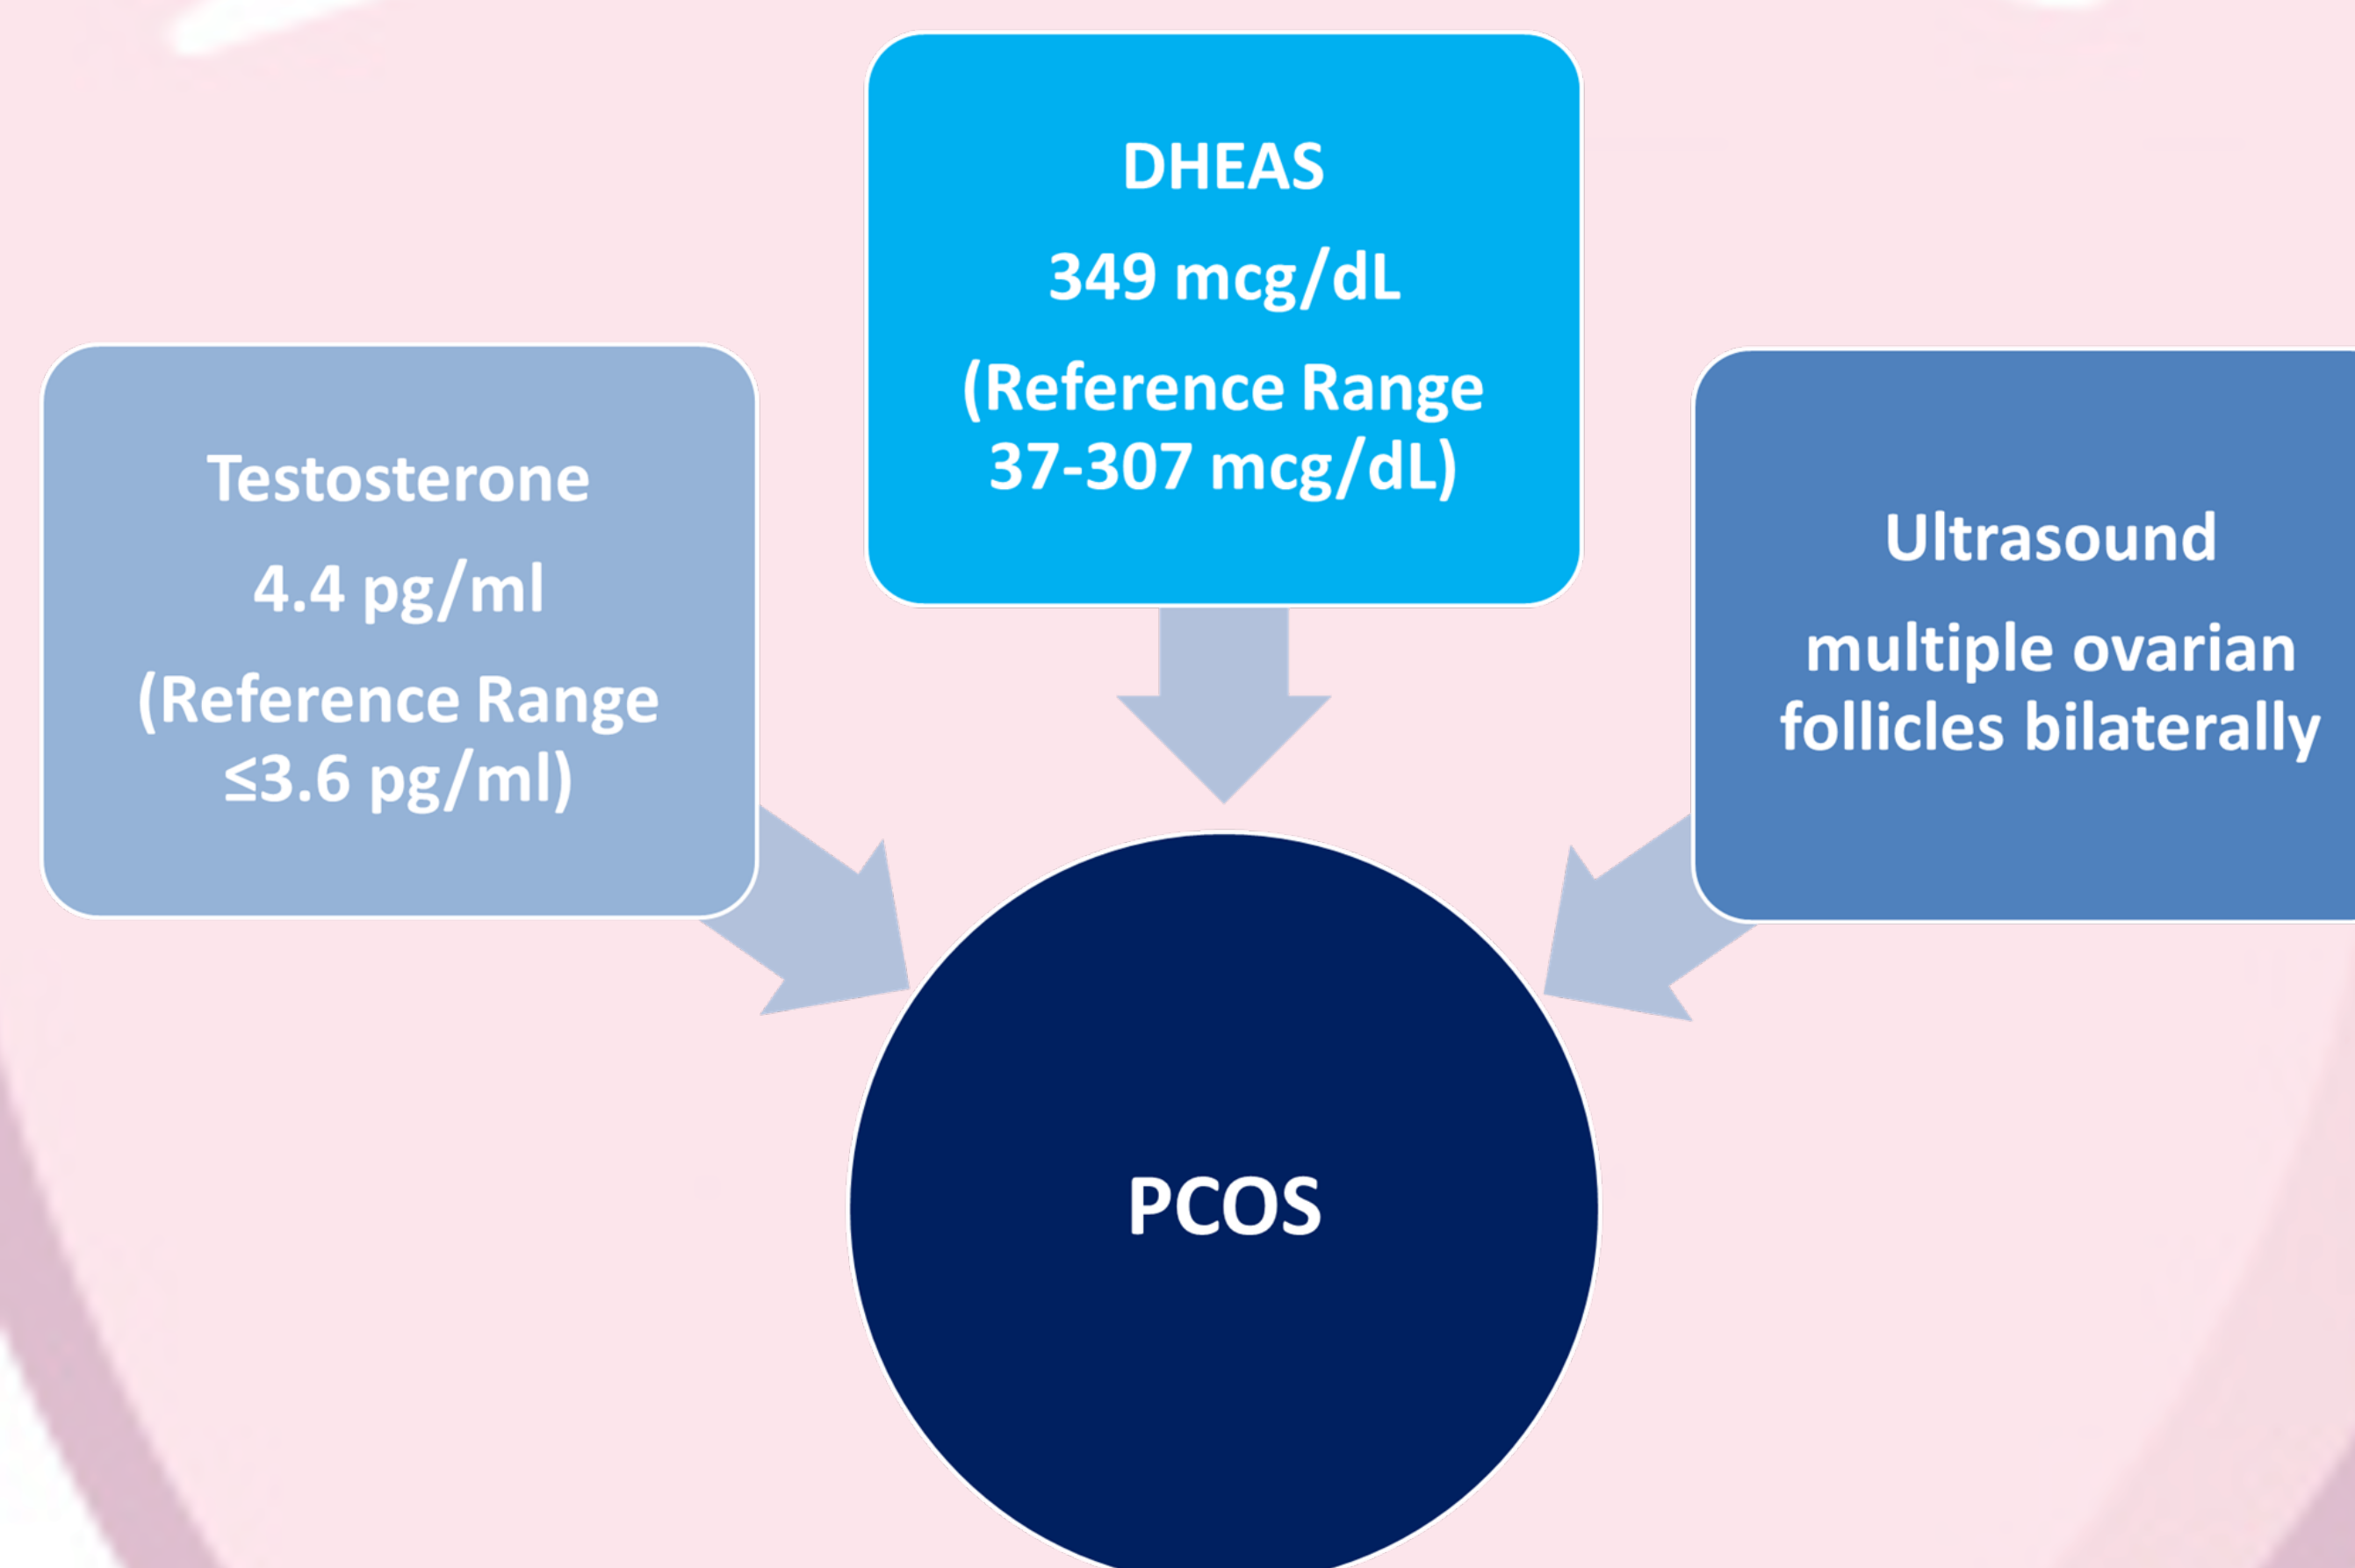 DHEAS
349 mcg/dL
(Reference Range
37-307 mcg/dL)
Testosterone
4.4 pg/ml
(Reference Range
≤3.6 pg/ml)
Ultrasound
multiple ovarian
follicles bilaterally
PCOS